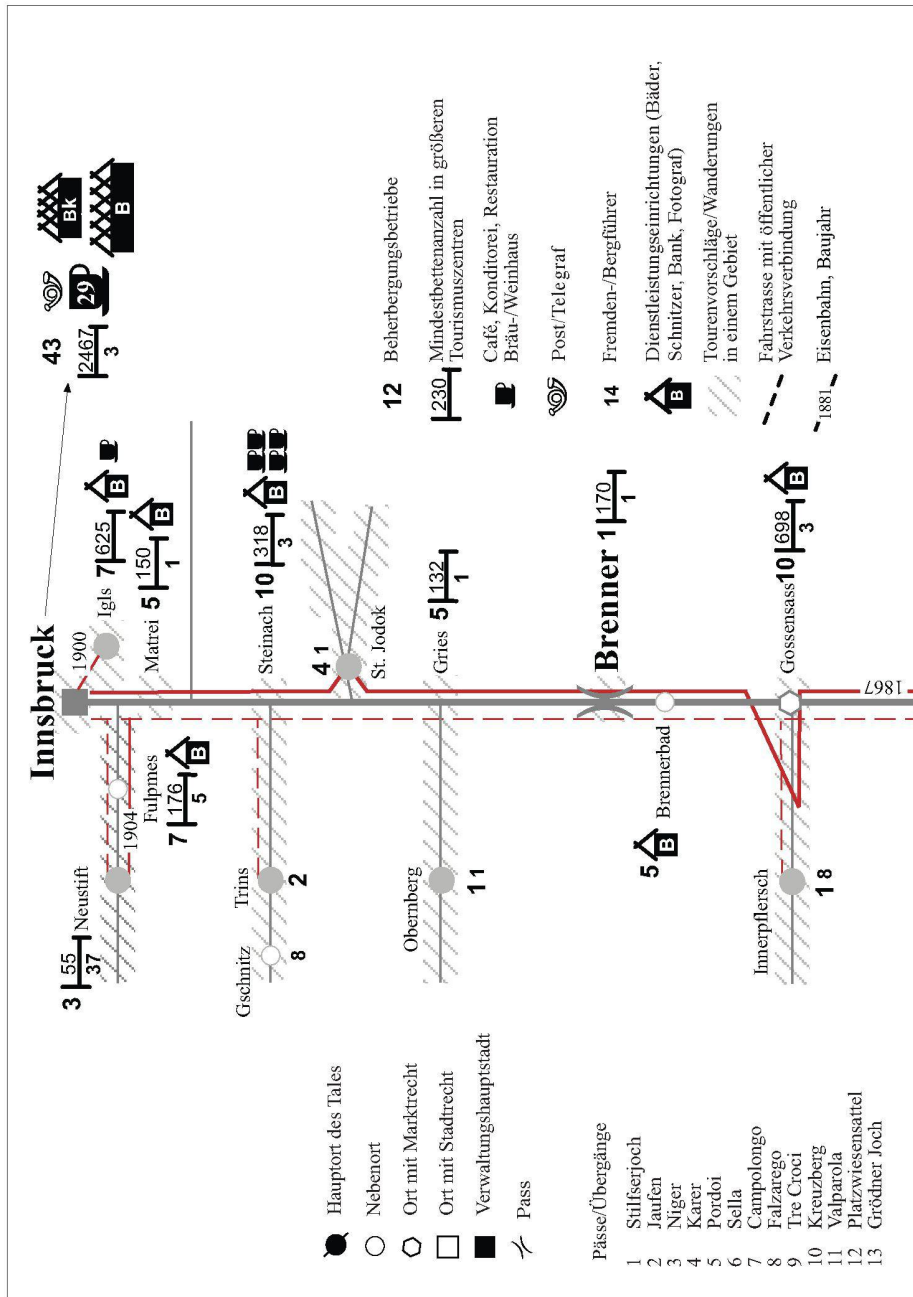 Innsbruck
43
29
Bk
B
2467
3
1900
Igls
7
625
B
Matrei
5
150
1
B
3
55
37
Neustift
1904
Fulpmes
7
176
5
B
Steinach
10
318
3
B
Trins
2
Gschnitz
8
4 1
St. Jodok
Gries
5
132
1
Obernberg
1 1
Brenner
1
170
1
Brennerbad
5
B
Gossensass
10
698
3
B
Innerpflersch
1 8
1867
Hauptort des Tales
Nebenort
Ort mit Marktrecht
Ort mit Stadtrecht
Verwaltungshauptstadt
Pass
Pässe/Übergänge
1 Stilfserjoch
2 Jaufen
3 Niger
4 Karer
5 Pordoi
6 Sella
7 Campolongo
8 Falzarego
9 Tre Croci
10 Kreuzberg
11 Valparola
12 Platzwiesensattel
13 Grödner Joch
12 Beherbergungsbetriebe
230 Mindestbettenanzahl in größeren
Tourismuszentren
Café, Konditorei, Restauration
Bräu-/Weinhaus
Post/Telegraf
14 Fremden-/Bergführer
B Dienstleistungseinrichtungen (Bäder,
Schnitzer, Bank, Fotograf)
Tourenvorschläge/Wanderungen
in einem Gebiet
Fahrstrasse mit öffentlicher
Verkehrsverbindung
1881 Eisenbahn, Baujahr